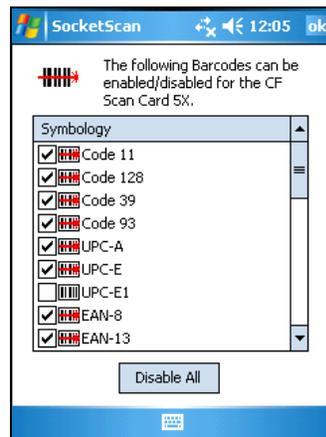 SocketScan 12:05 ok
The following Barcodes can be
enabled/disabled for the CF
Scan Card 5X.
Symbology
Code 11
Code 128
Code 39
Code 93
UPC-A
UPC-E
UPC-E1
EAN-8
EAN-13
Disable All